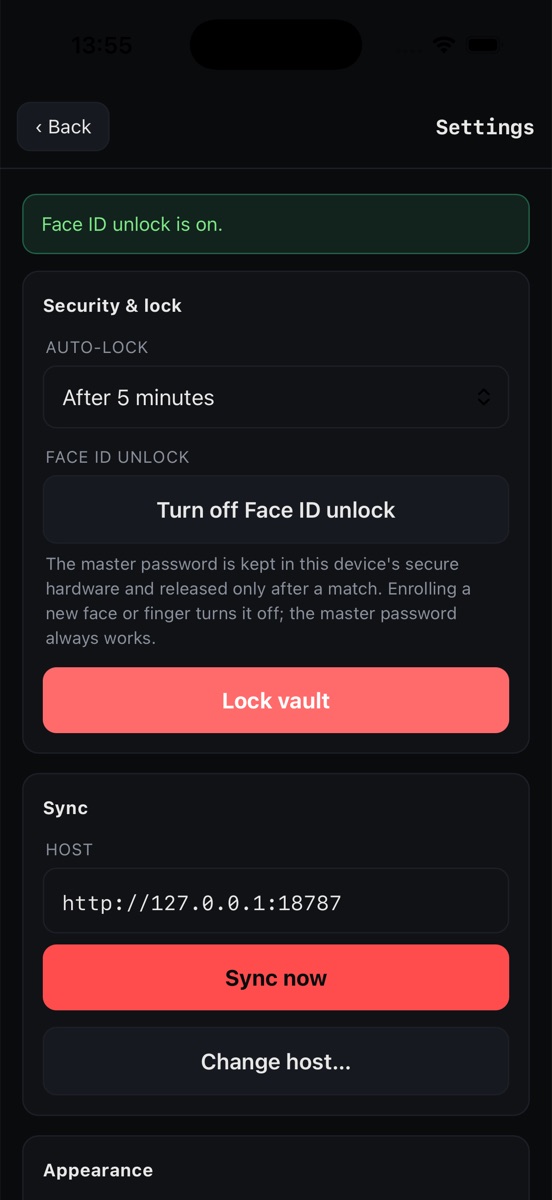 13:55
‹ Back
Settings
Face ID unlock is on.
Security & lock
AUTO-LOCK
After 5 minutes
FACE ID UNLOCK
Turn off Face ID unlock
The master password is kept in this device's secure
hardware and released only after a match. Enrolling a
new face or finger turns it off; the master password
always works.
Lock vault
Sync
HOST
http://127.0.0.1:18787
Sync now
Change host...
Appearance